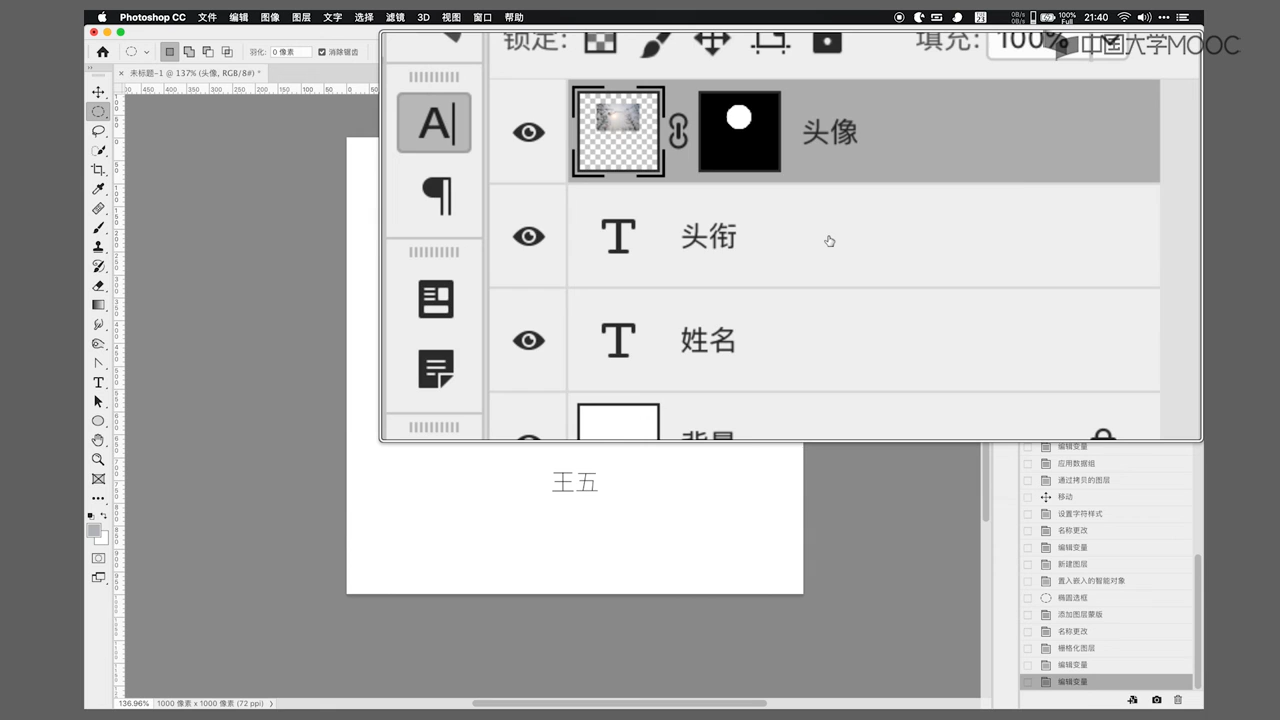 Photoshop CC 文件 编辑 图像 图层 文字 选择 滤镜 3D 视图 窗口 帮助
0B/s
0B/s
100%
Full
21:40
羽化: 0 像素 消除锯齿
未标题-1 @ 137% (头像, RGB/8#) *
锁定:
填充: 100%
中国大学MOOC
头像
T 头衔
T 姓名
背景
王五
编辑变量
应用数据组
通过拷贝的图层
移动
设置字符样式
名称更改
编辑变量
新建图层
置入嵌入的智能对象
椭圆选框
添加图层蒙版
名称更改
栅格化图层
编辑变量
编辑变量
136.96% 1000 像素 x 1000 像素 (72 ppi)